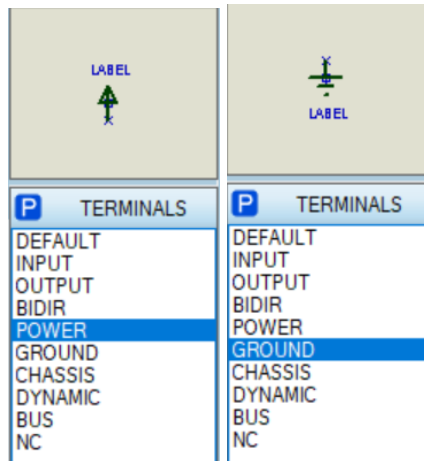 LABEL
P TERMINALS
DEFAULT
INPUT
OUTPUT
BIDIR
POWER
GROUND
CHASSIS
DYNAMIC
BUS
NC
LABEL
P TERMINALS
DEFAULT
INPUT
OUTPUT
BIDIR
POWER
GROUND
CHASSIS
DYNAMIC
BUS
NC